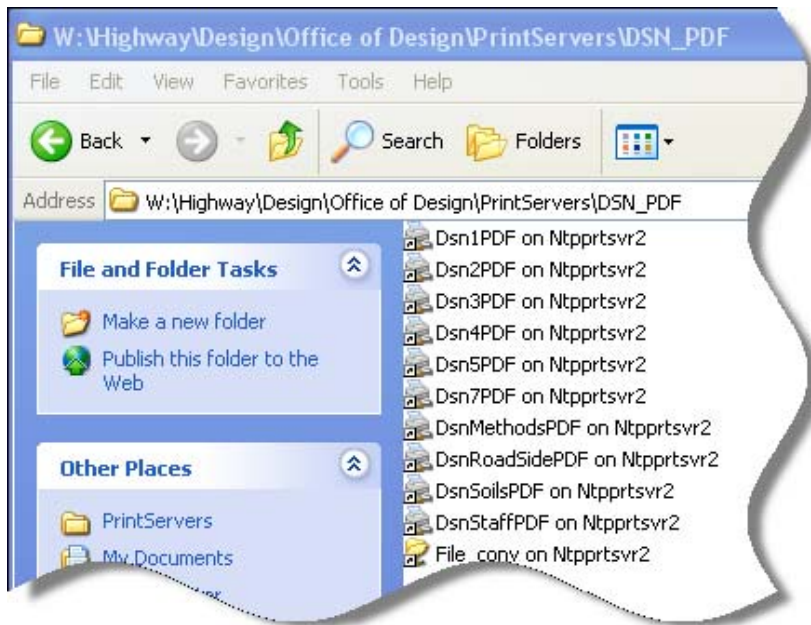 W:\Highway\Design\Office of Design\PrintServers\DSN_PDF
File Edit View Favorites Tools Help
Back Search Folders
Address W:\Highway\Design\Office of Design\PrintServers\DSN_PDF
File and Folder Tasks
Make a new folder
Publish this folder to the
Web
Other Places
PrintServers
My Documents
Dsn1PDF on Ntpprtsvr2
Dsn2PDF on Ntpprtsvr2
Dsn3PDF on Ntpprtsvr2
Dsn4PDF on Ntpprtsvr2
Dsn5PDF on Ntpprtsvr2
Dsn7PDF on Ntpprtsvr2
DsnMethodsPDF on Ntpprtsvr2
DsnRoadSidePDF on Ntpprtsvr2
DsnSoilsPDF on Ntpprtsvr2
DsnStaffPDF on Ntpprtsvr2
File_conv on Ntpprtsvr2